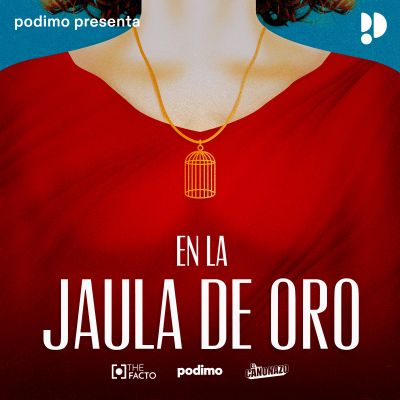 podimo presenta
EN LA
JAULA DE ORO
THE
FACTO
podimo
EL
CAÑONAZO